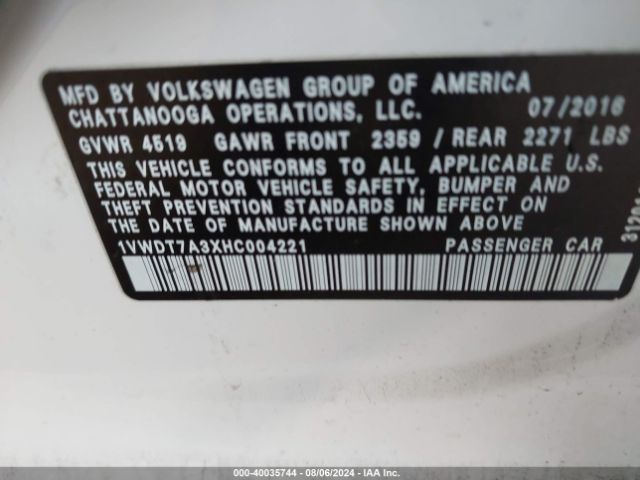 MFD BY VOLKSWAGEN GROUP OF AMERICA
CHATTANOOGA OPERATIONS, LLC. 07/2016
GVWR 4519 GAWR FRONT 2359 / REAR 2271 LBS
THIS VEHICLE CONFORMS TO ALL APPLICABLE U.S.
FEDERAL MOTOR VEHICLE SAFETY, BUMPER AND
THEFT PREVENTION STANDARDS IN EFFECT ON
THE DATE OF MANUFACTURE SHOWN ABOVE.
1VWDT7A3XHC004221 PASSENGER CAR
000-40035744 - 08/06/2024 - IAA Inc.